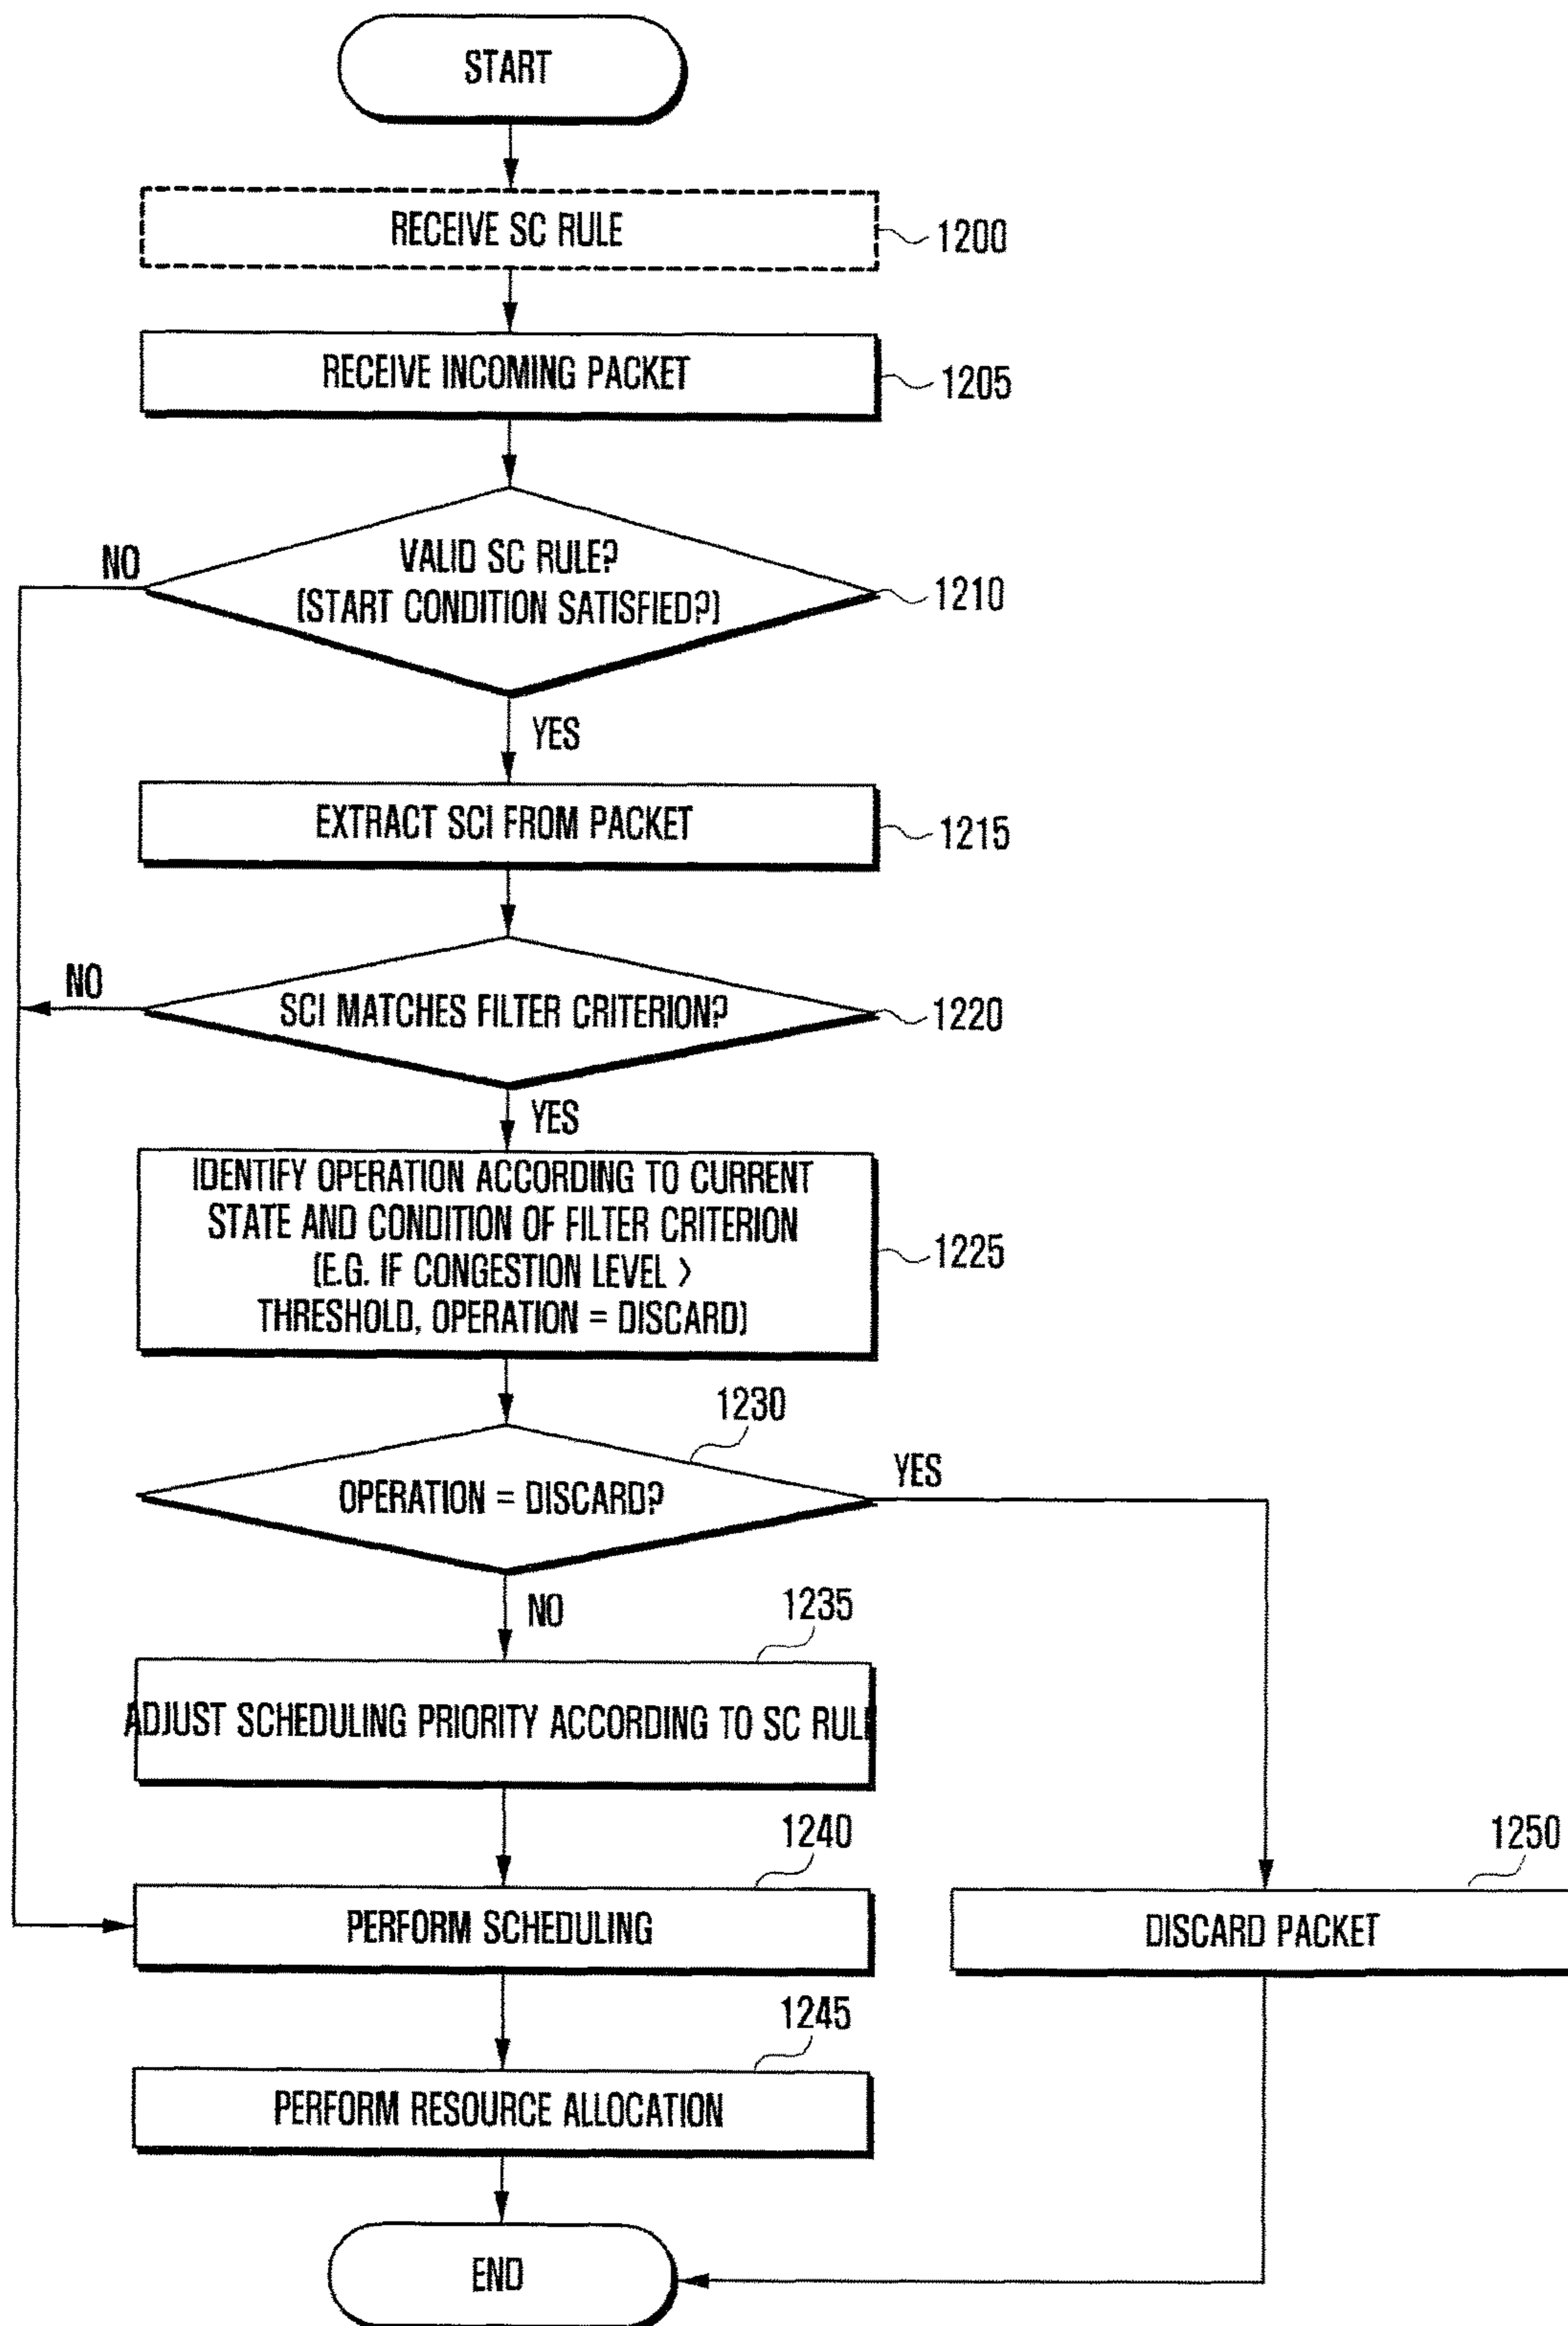 START
RECEIVE SC RULE
1200
RECEIVE INCOMING PACKET
1205
NO
VALID SC RULE?
(START CONDITION SATISFIED?)
1210
YES
EXTRACT SCI FROM PACKET
1215
NO
SCI MATCHES FILTER CRITERION?
1220
YES
IDENTIFY OPERATION ACCORDING TO CURRENT
STATE AND CONDITION OF FILTER CRITERION
(E.G. IF CONGESTION LEVEL >
THRESHOLD, OPERATION = DISCARD)
1225
1230
OPERATION = DISCARD?
YES
NO
1235
ADJUST SCHEDULING PRIORITY ACCORDING TO SC RULE
1240
PERFORM SCHEDULING
1250
DISCARD PACKET
1245
PERFORM RESOURCE ALLOCATION
END